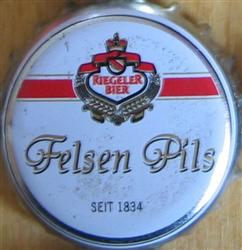 RIEGELER
BIER
Felsen Pils
SEIT 1834